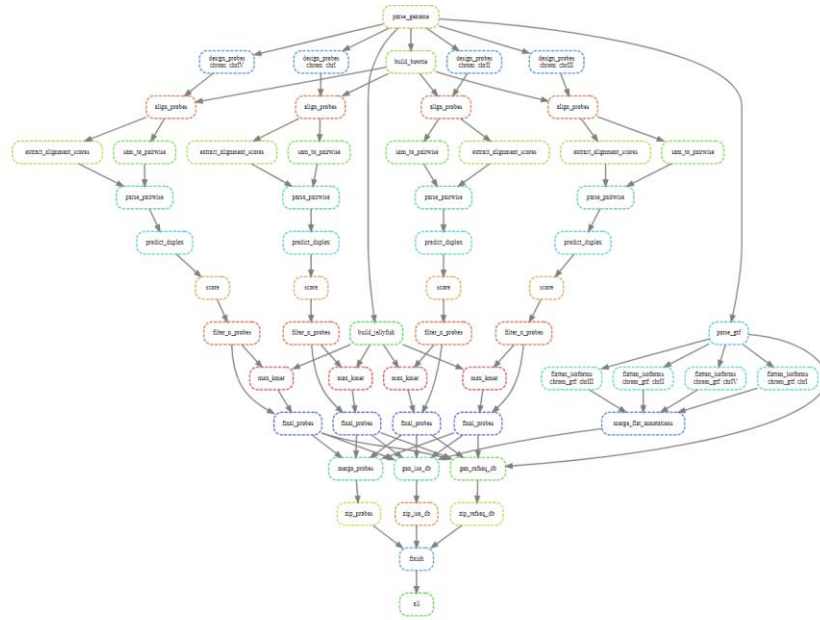 parse_genome
design_probes
chrom: chrIV
design_probes
chrom: chrI
build_bowtie
design_probes
chrom: chrII
design_probes
chrom: chrIII
align_probes
align_probes
align_probes
align_probes
extract_alignment_scores
sam_to_pairwise
extract_alignment_scores
sam_to_pairwise
sam_to_pairwise
extract_alignment_scores
extract_alignment_scores
sam_to_pairwise
parse_pairwise
parse_pairwise
parse_pairwise
parse_pairwise
predict_duplex
predict_duplex
predict_duplex
predict_duplex
score
score
score
score
filter_n_probes
filter_n_probes
build_jellyfish
filter_n_probes
filter_n_probes
parse_gtf
max_kmer
max_kmer
max_kmer
max_kmer
flatten_isoforms
chrom_gtf: chrIII
flatten_isoforms
chrom_gtf: chrII
flatten_isoforms
chrom_gtf: chrIV
flatten_isoforms
chrom_gtf: chrI
final_probes
final_probes
final_probes
final_probes
merge_flat_annotations
merge_probes
gen_iso_db
gen_refseq_db
zip_probes
zip_iso_db
zip_refseq_db
finish
all